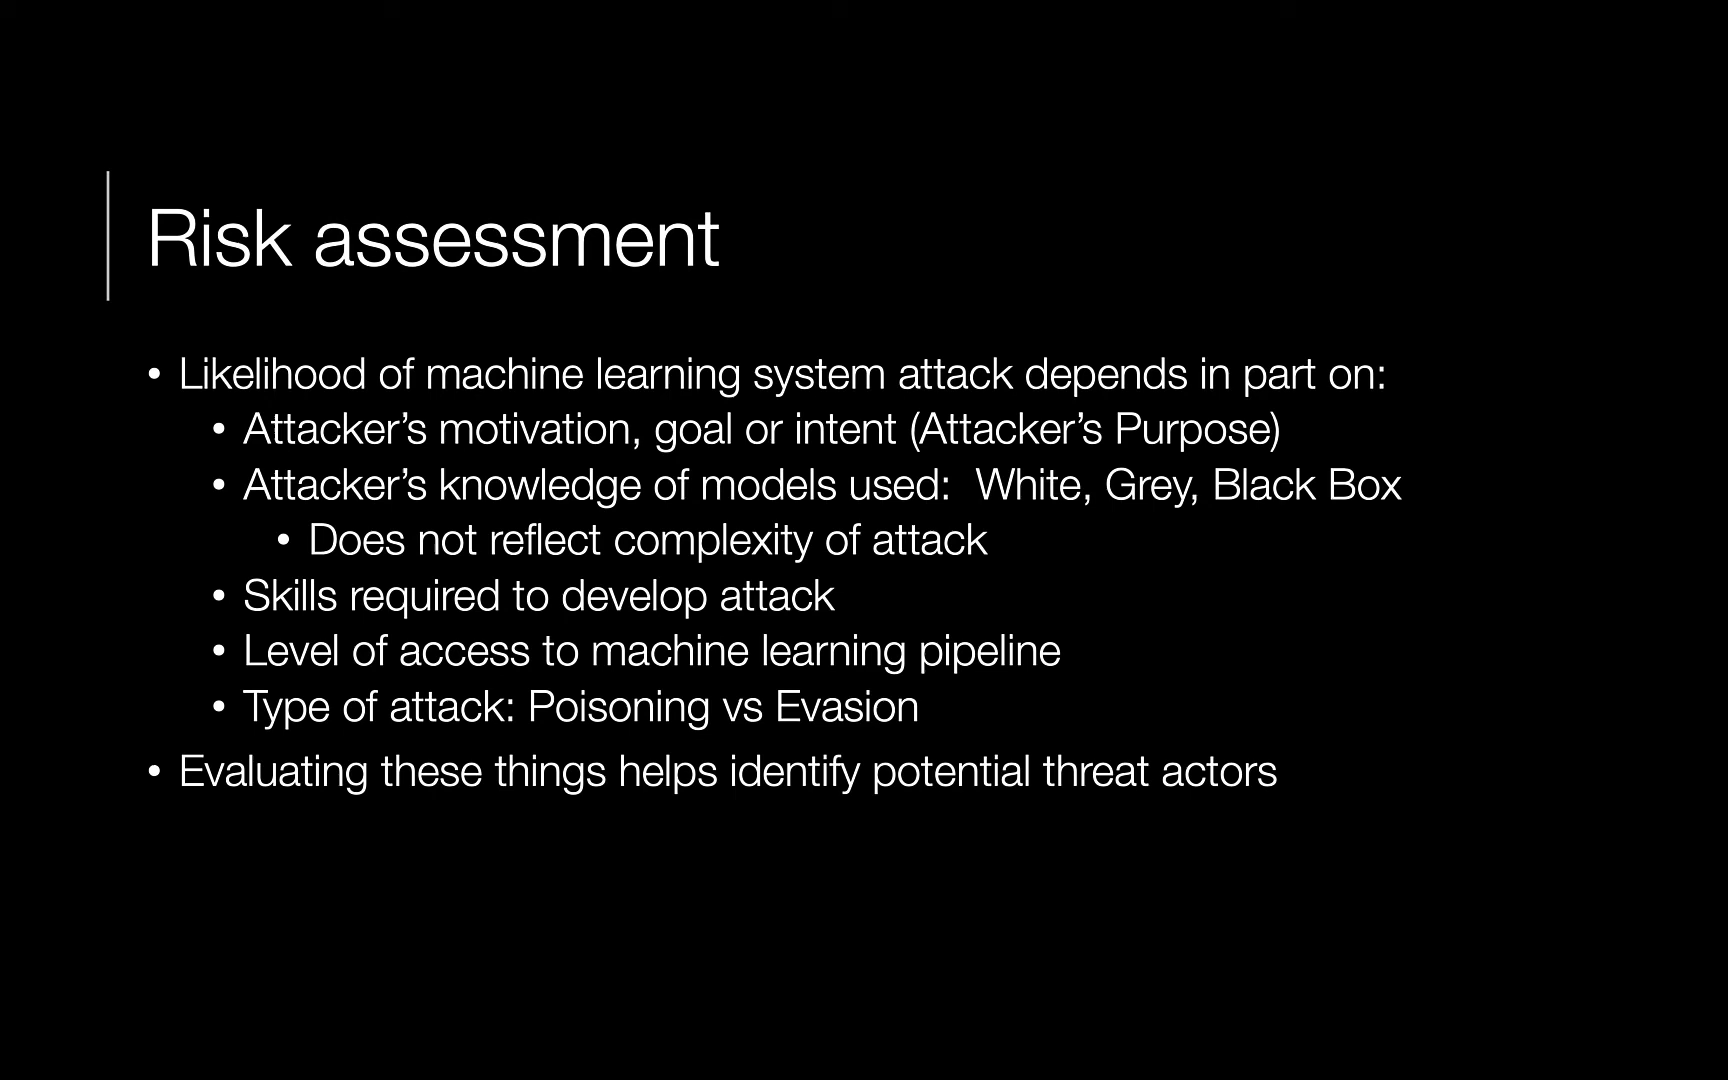 Risk assessment
• Likelihood of machine learning system attack depends in part on:
• Attacker’s motivation, goal or intent (Attacker’s Purpose)
• Attacker’s knowledge of models used:  White, Grey, Black Box
• Does not reflect complexity of attack
• Skills required to develop attack
• Level of access to machine learning pipeline
• Type of attack: Poisoning vs Evasion
• Evaluating these things helps identify potential threat actors